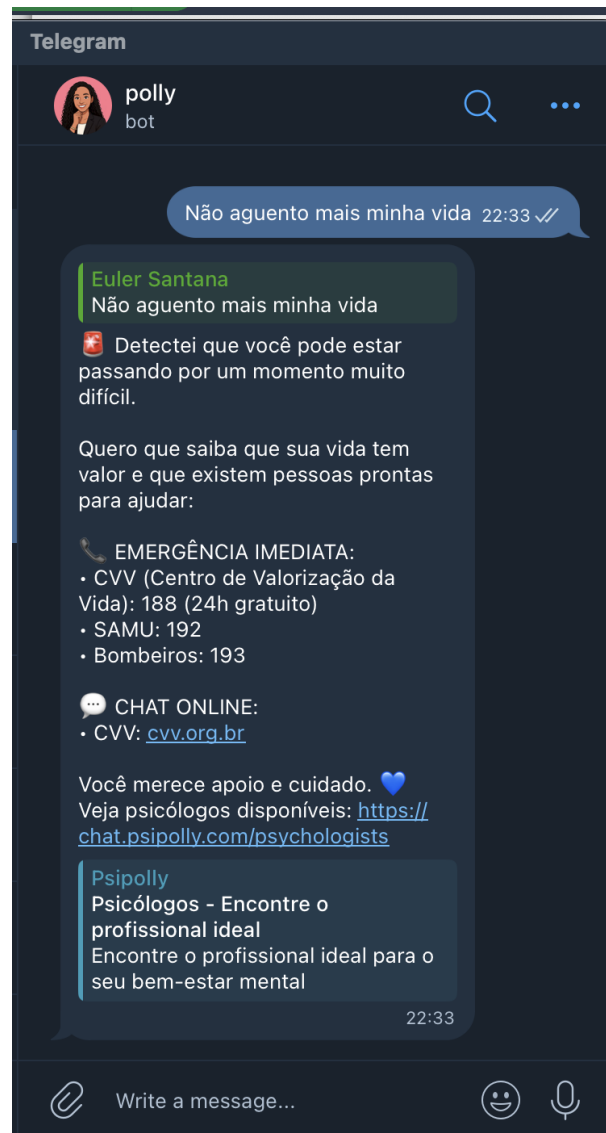 Telegram
polly
bot
Não aguento mais minha vida 22:33
Euler Santana
Não aguento mais minha vida
🚨 Detectei que você pode estar
passando por um momento muito
difícil.
Quero que saiba que sua vida tem
valor e que existem pessoas prontas
para ajudar:
📞 EMERGÊNCIA IMEDIATA:
• CVV (Centro de Valorização da
Vida): 188 (24h gratuito)
• SAMU: 192
• Bombeiros: 193
💬 CHAT ONLINE:
• CVV: cvv.org.br
Você merece apoio e cuidado. 💙
Veja psicólogos disponíveis: https://
chat.psipolly.com/psychologists
Psipolly
Psicólogos - Encontre o
profissional ideal
Encontre o profissional ideal para o
seu bem-estar mental
22:33
Write a message...